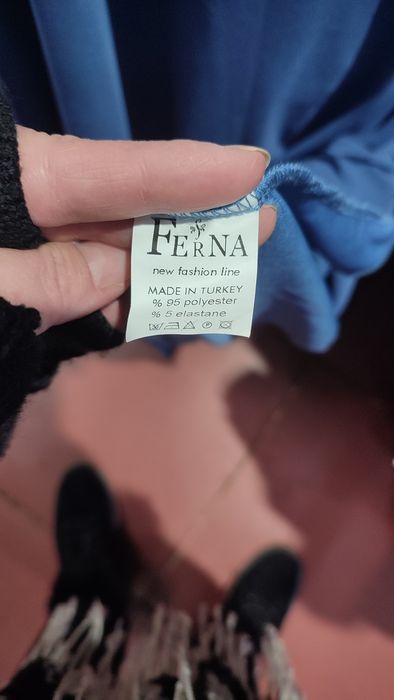 FERNA
new fashion line
MADE IN TURKEY
% 95 polyester
% 5 elastane